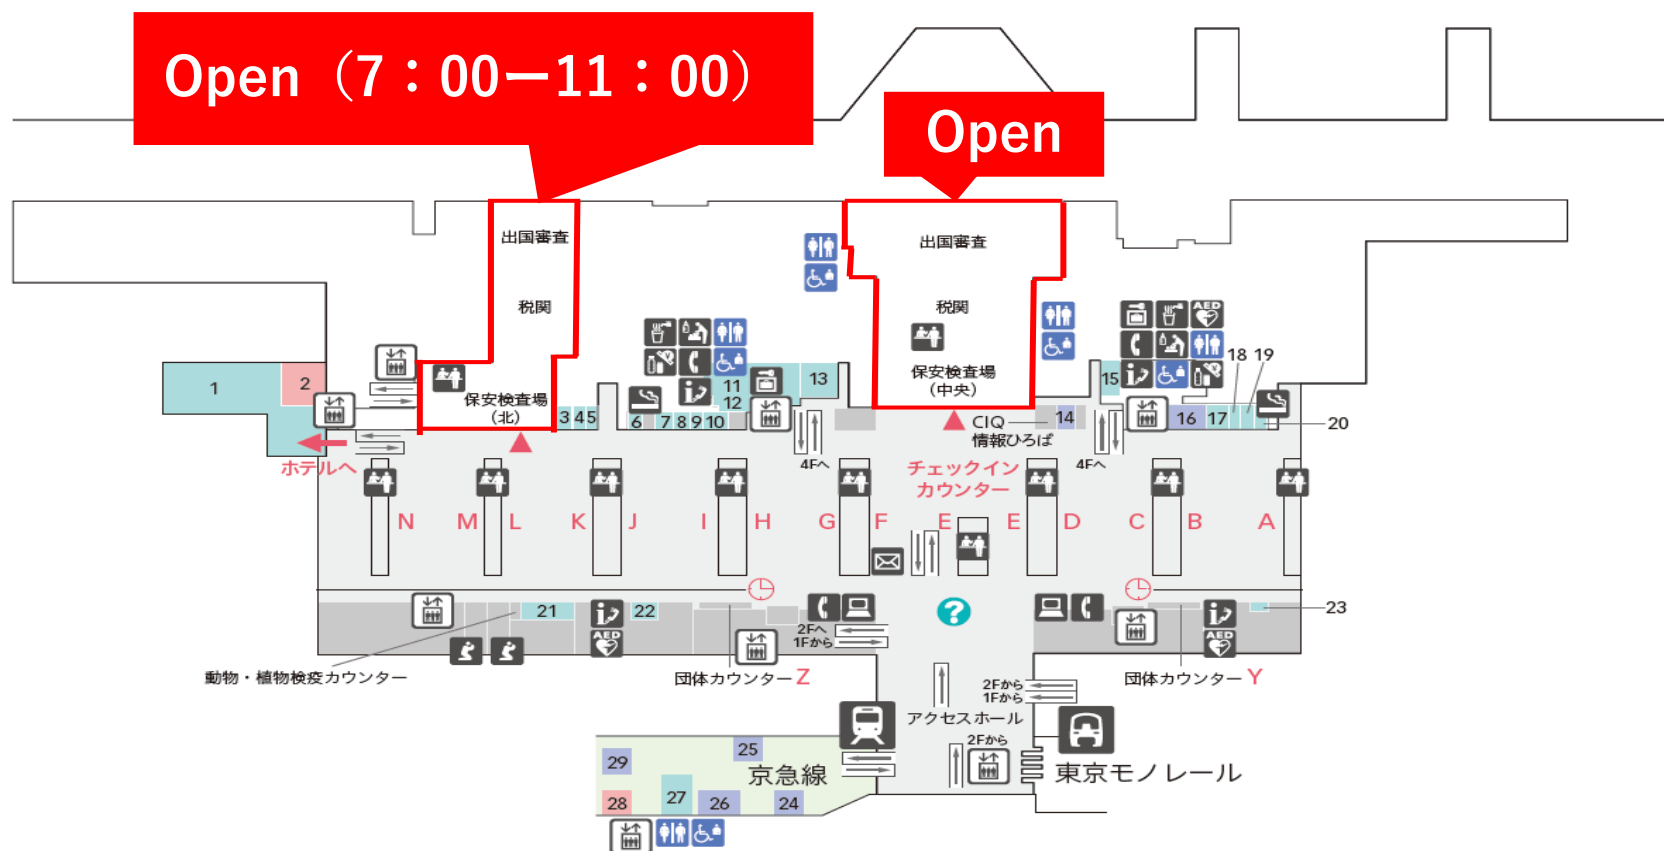 Open（7：00ー11：00）
Open
出国審査
税関
保安検査場
（北）
出国審査
税関
保安検査場
（中央）
AED
1
2
3
4
5
6
7
8
9
10
11
12
13
14
15
16
17
18
19
20
CIQ
情報ひろば
4Fへ
4Fへ
ホテルへ
チェックイン
カウンター
N
M
L
K
J
I
H
G
F
E
E
D
C
B
A
21
22
23
AED
AED
?
2Fへ
1Fから
動物・植物検疫カウンター
団体カウンター Z
団体カウンター Y
2Fから
1Fから
アクセスホール
2Fから
京急線
東京モノレール
29
25
28
27
26
24